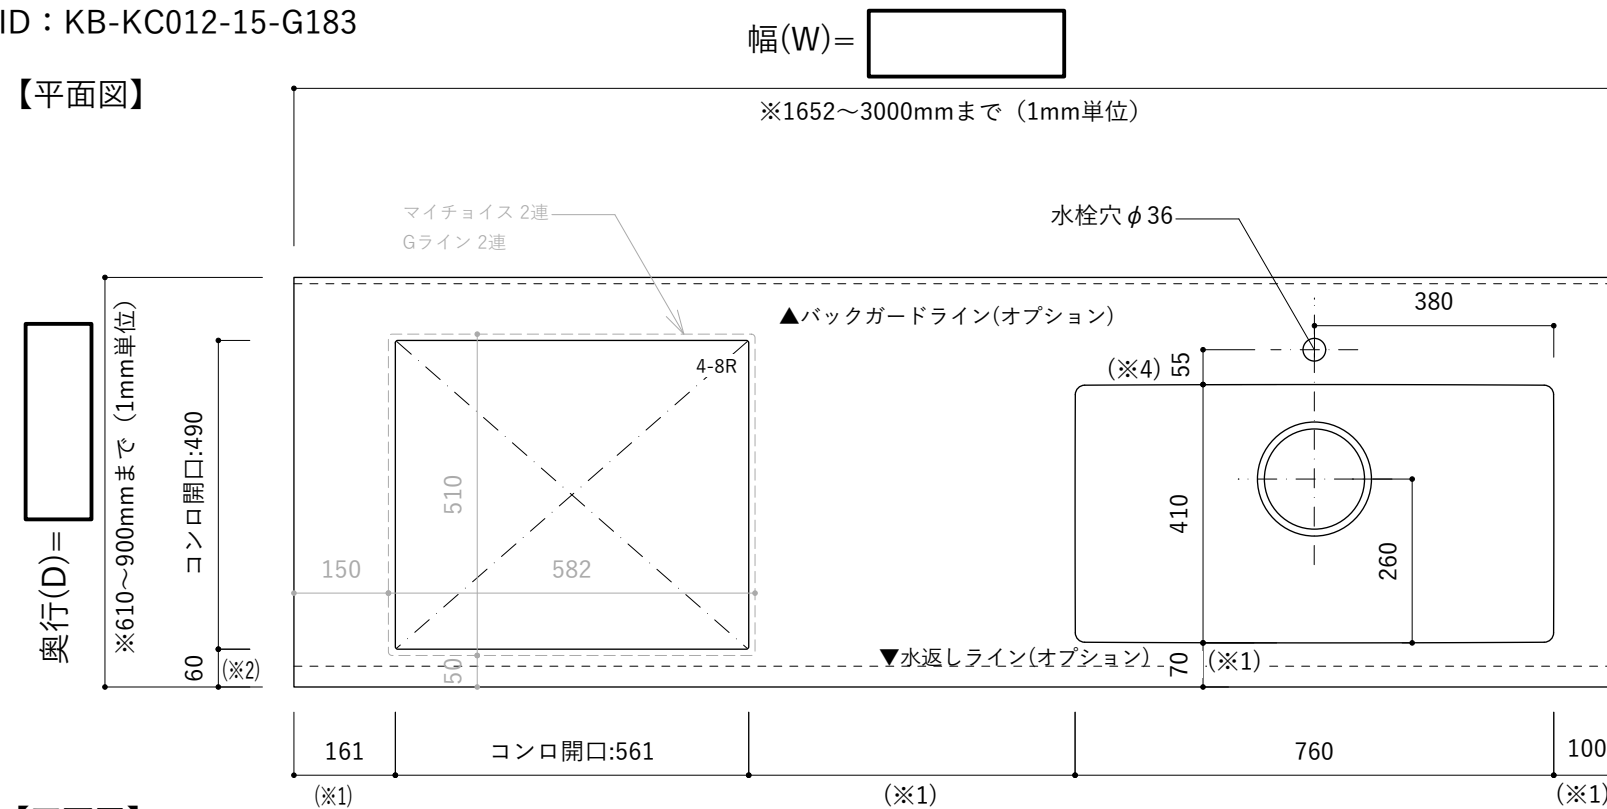 ID：KB-KC012-15-G183
幅(W)=
【平面図】
※1652～3000mmまで（1mm単位）
マイチョイス 2連
Gライン 2連
水栓穴φ36
▲バックガードライン(オプション)
380
4-8R
(※4)
55
奥行(D)=
※610～900mmまで（1mm単位）
コンロ開口:490
510
410
260
150
582
60
(※2)
50
▼水返しライン(オプション)
70
(※1)
161
コンロ開口:561
760
100
(※1)
(※1)
(※1)